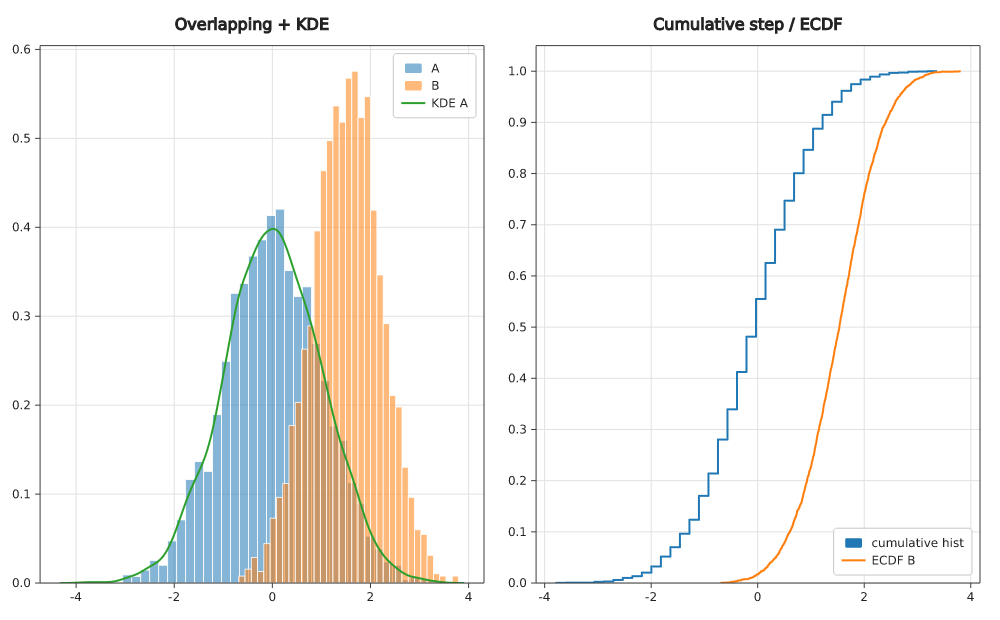 Overlapping + KDE
0.6
0.5
0.4
0.3
0.2
0.1
0.0
-4 -2 0 2 4
A
B
KDE A
Cumulative step / ECDF
1.0
0.9
0.8
0.7
0.6
0.5
0.4
0.3
0.2
0.1
0.0
-4 -2 0 2 4
cumulative hist
ECDF B